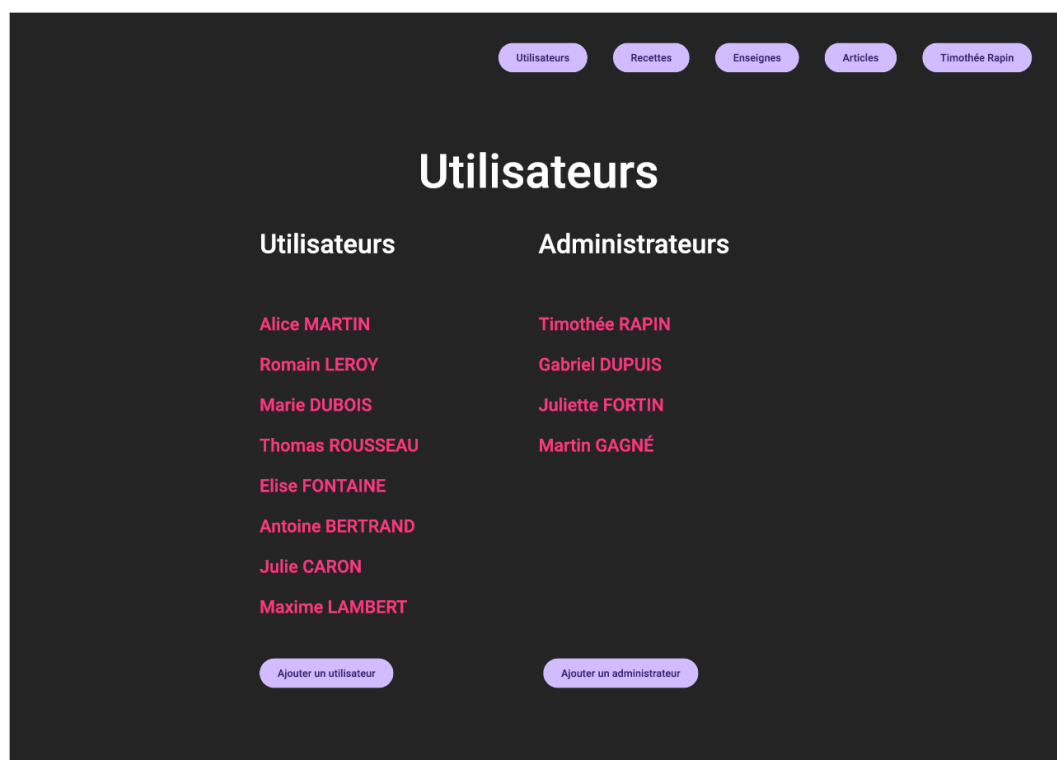 Utilisateurs Recettes Enseignes Articles Timothée Rapin
Utilisateurs
Utilisateurs
Alice MARTIN
Romain LEROY
Marie DUBOIS
Thomas ROUSSEAU
Elise FONTAINE
Antoine BERTRAND
Julie CARON
Maxime LAMBERT
Ajouter un utilisateur
Administrateurs
Timothée RAPIN
Gabriel DUPUIS
Juliette FORTIN
Martin GAGNÉ
Ajouter un administrateur